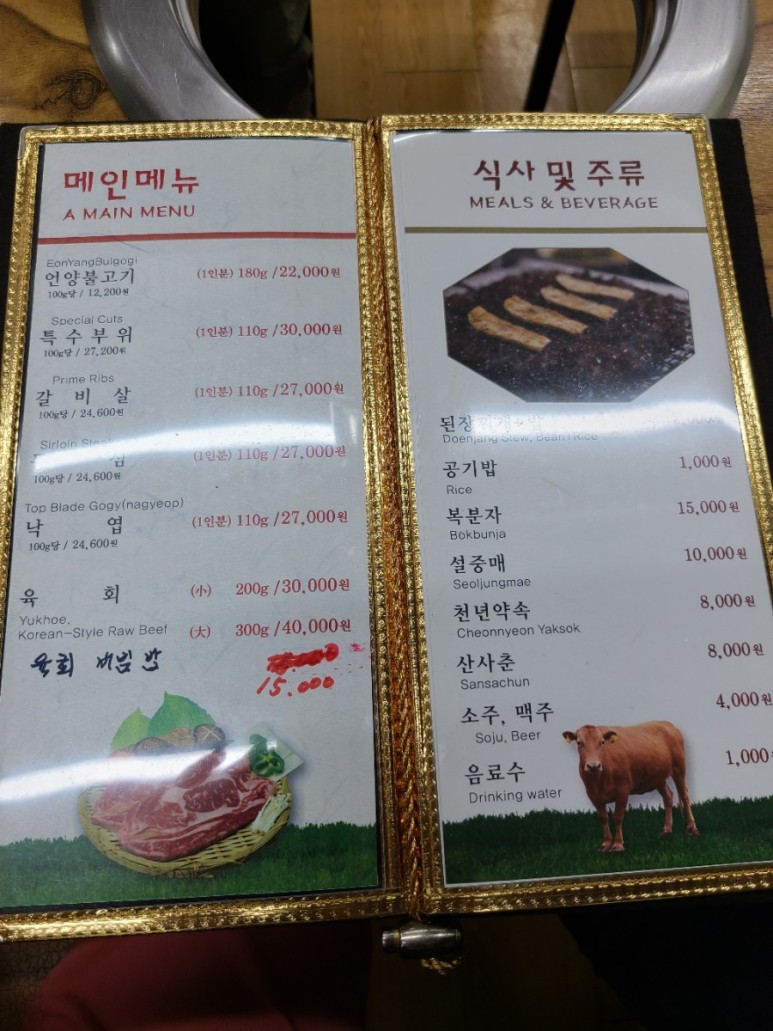 메인메뉴
A MAIN MENU
EonYangBulgogi
언양불고기 (1인분) 180g /22,000원
100g당 / 12,200원
Special Cuts
특수부위 (1인분) 110g /30,000원
100g당 / 27,200원
Prime Ribs
갈 비 살 (1인분) 110g /27,000원
100g당 / 24,600원
Sirloin
심 (1인분) 110g /27,000원
100g당 / 24,600원
Top Blade Gogy(nagyeop)
낙 엽 (1인분) 110g /27,000원
100g당 / 24,600원
육 회 (小) 200g /30,000원
Yukhoe.
Korean-Style Raw Beef (大) 300g /40,000원
육회 비빔밥
15.000
식사 및 주류
MEALS & BEVERAGE
된장찌개+밥
Doenjang Stew, Bean Rice
공기밥 1,000원
Rice
복분자 15,000원
Bokbunja
설중매 10,000원
Seoljungmae
천년약속 8,000원
Cheonnyeon Yaksok
산사춘 8,000원
Sansachun
소주, 맥주 4,000원
Soju, Beer
음료수 1,000
Drinking water